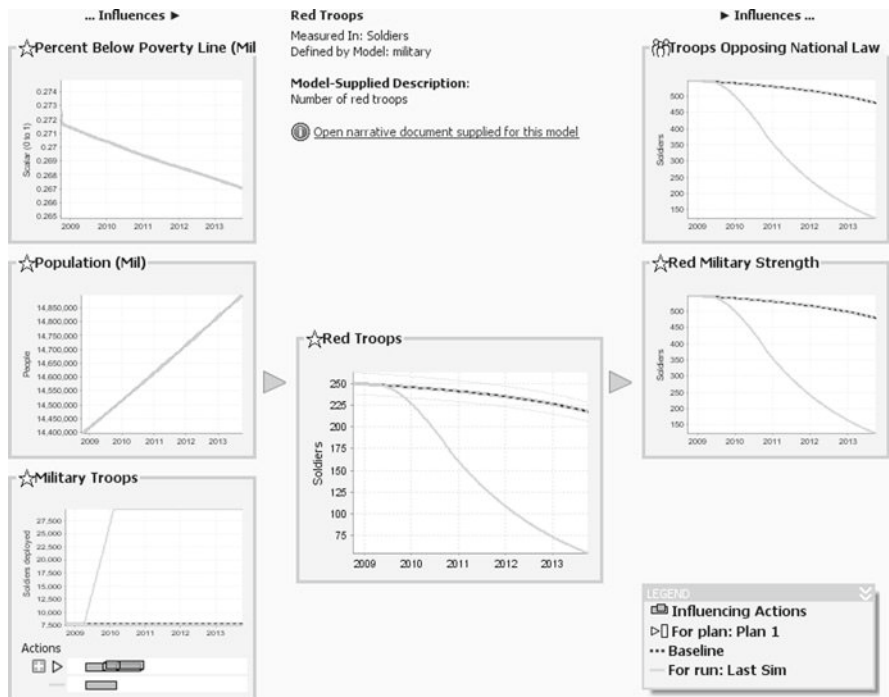 ... Influences ►
Percent Below Poverty Line (Mil
Scalar (0 to 1)
0.274
0.273
0.272
0.271
0.27
0.269
0.268
0.267
0.266
0.265
2009 2010 2011 2012 2013
Population (Mil)
People
14,850,000
14,800,000
14,750,000
14,700,000
14,650,000
14,600,000
14,550,000
14,500,000
14,450,000
14,400,000
2009 2010 2011 2012 2013
Military Troops
Soldiers deployed
27,500
25,000
22,500
20,000
17,500
15,000
12,500
10,000
7,500
2009 2010 2011 2012 2013
Actions
Red Troops
Measured In: Soldiers
Defined by Model: military
Model-Supplied Description:
Number of red troops
Open narrative document supplied for this model
Red Troops
Soldiers
250
225
200
175
150
125
100
75
2009 2010 2011 2012 2013
► Influences ...
Troops Opposing National Law
Soldiers
500
450
400
350
300
250
200
150
2009 2010 2011 2012 2013
Red Military Strength
Soldiers
500
450
400
350
300
250
200
150
2009 2010 2011 2012 2013
LEGEND
Influencing Actions
For plan: Plan 1
Baseline
For run: Last Sim